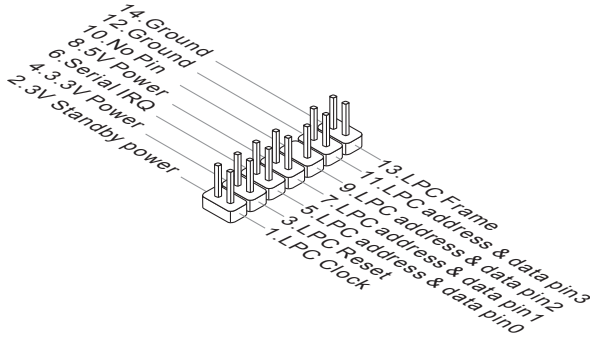 14.Ground
12.Ground
10.No Pin
8.5V Power
6.Serial IRQ
4.3.3V Power
2.3V Standby power
13.LPC Frame
11.LPC address & data pin3
9.LPC address & data pin2
7.LPC address & data pin1
5.LPC address & data pin0
3.LPC Reset
1.LPC Clock